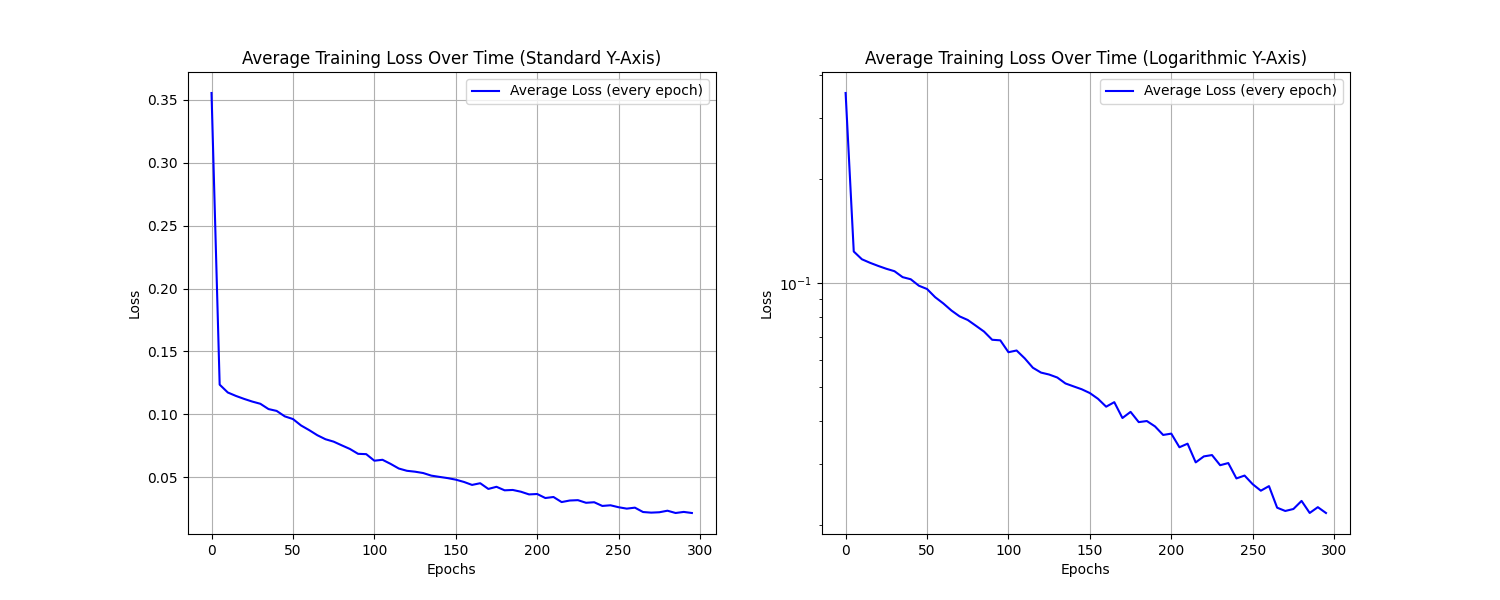 Average Training Loss Over Time (Standard Y-Axis)
Average Loss (every epoch)
0.35
0.30
0.25
0.20
0.15
0.10
0.05
Loss
0 50 100 150 200 250 300
Epochs
Average Training Loss Over Time (Logarithmic Y-Axis)
Average Loss (every epoch)
10⁻¹
Loss
0 50 100 150 200 250 300
Epochs